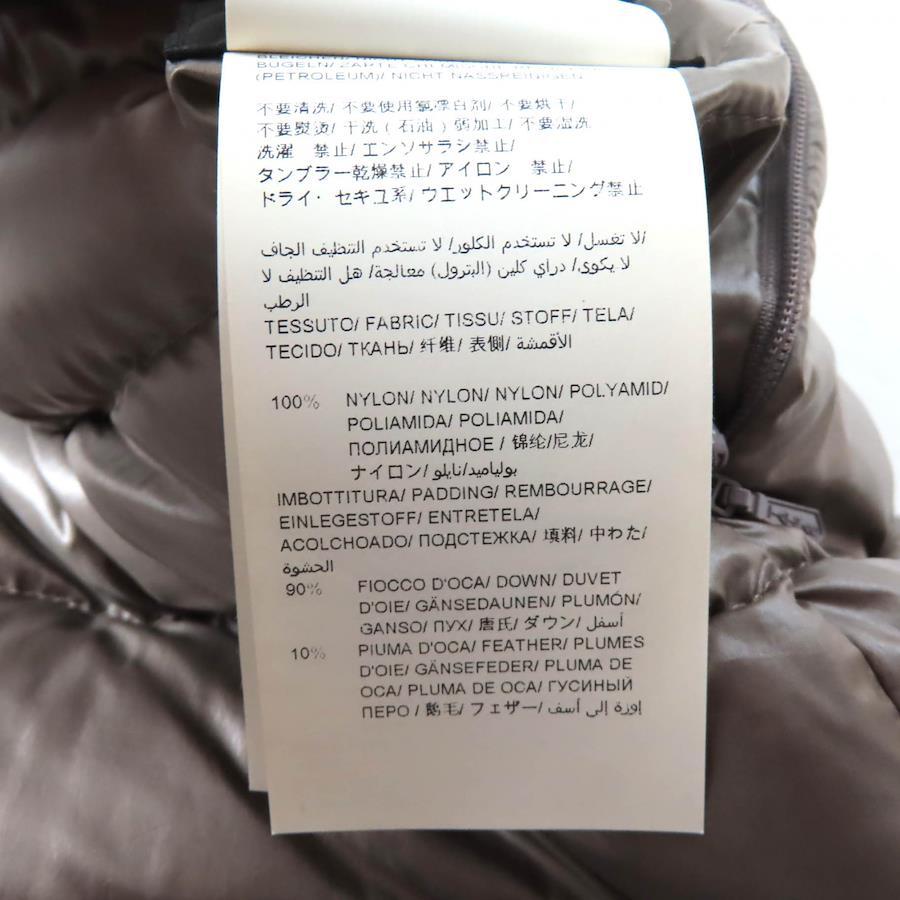 BÜGELN/ ZARTE
(PETROLEUM)/ NICHT NASSREINIGEN
不要清洗/ 不要使用氯漂白剂/ 不要烘干/
不要熨烫/ 干洗 ( 石油 ) 弱加工/ 不要湿洗
洗濯 禁止/ エンソサラシ禁止/
タンブラー乾燥禁止/ アイロン 禁止/
ドライ・ セキユ系/ ウエットクリーニング禁止
لا تغسل/ لا تستخدم الكلور/ لا تستخدم التنظيف الجاف/
لا يكوى/ دراي كلين (البترول) معالجة/ هل التنظيف لا
الرطب
TESSUTO/ FABRIC/ TISSU/ STOFF/ TELA/
TECIDO/ ТКАНЬ/ 纤维/ 表側/ الأقمشة
100% NYLON/ NYLON/ NYLON/ POLYAMID/
POLIAMIDA/ POLIAMIDA/
ПОЛИАМИДНОЕ / 锦纶/尼龙/
ナイロン/ بولياميد/نايلو
IMBOTTITURA/ PADDING/ REMBOURRAGE/
EINLEGESTOFF/ ENTRETELA/
ACOLCHOADO/ ПОДСТЕЖКА/ 填料/ 中わた/
الحشوة
90% FIOCCO D'OCA/ DOWN/ DUVET
D'OIE/ GÄNSEDAUNEN/ PLUMÓN/
GANSO/ ПУХ/ 唐氏/ ダウン/ أسفل
10% PIUMA D'OCA/ FEATHER/ PLUMES
D'OIE/ GÄNSEFEDER/ PLUMA DE
OCA/ PLUMA DE OCA/ ГУСИНЫЙ
ПЕРО / 鹅毛/ フェザー/ إوزة إلى أسف